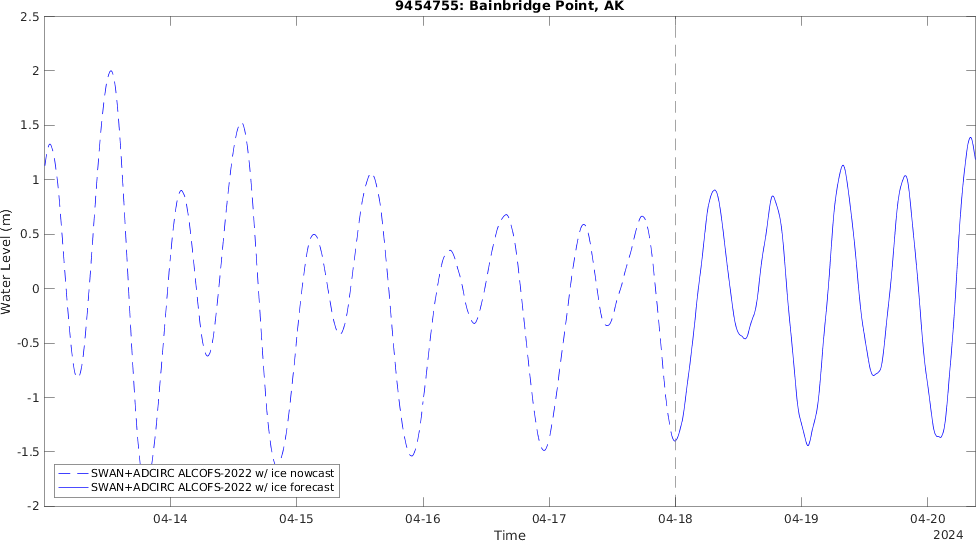 9454755: Bainbridge Point, AK
Water Level (m)
2.5
2
1.5
1
0.5
0
-0.5
-1
-1.5
-2
SWAN+ADCIRC ALCOFS-2022 w/ ice nowcast
SWAN+ADCIRC ALCOFS-2022 w/ ice forecast
04-14 04-15 04-16 04-17 04-18 04-19 04-20
Time
2024